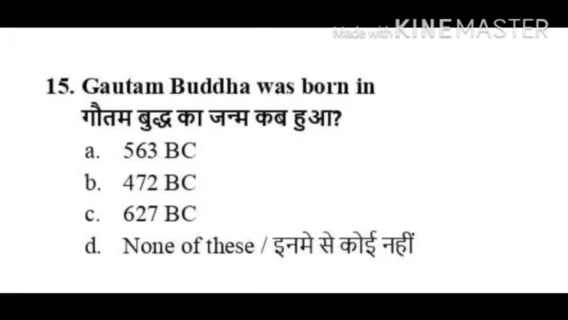 Made with KINEMASTER
15. Gautam Buddha was born in
गौतम बुद्ध का जन्म कब हुआ?
a. 563 BC
b. 472 BC
c. 627 BC
d. None of these / इनमे से कोई नहीं